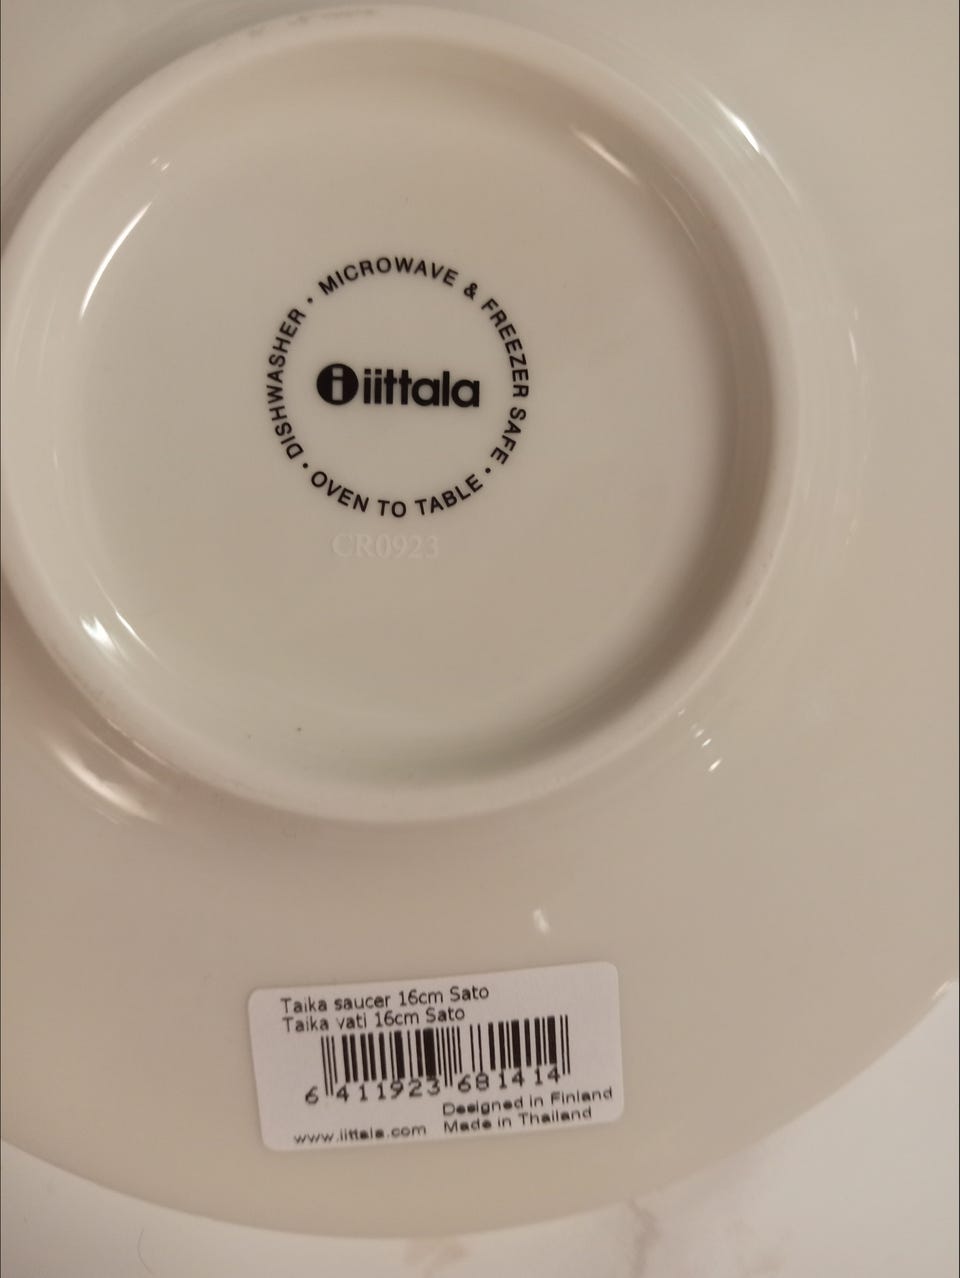 DISHWASHER • MICROWAVE & FREEZER SAFE • OVEN TO TABLE •
iittala
CR0923
Taika saucer 16cm Sato
Taika vati 16cm Sato
6 411923 681414
Designed in Finland
www.iittala.com Made in Thailand